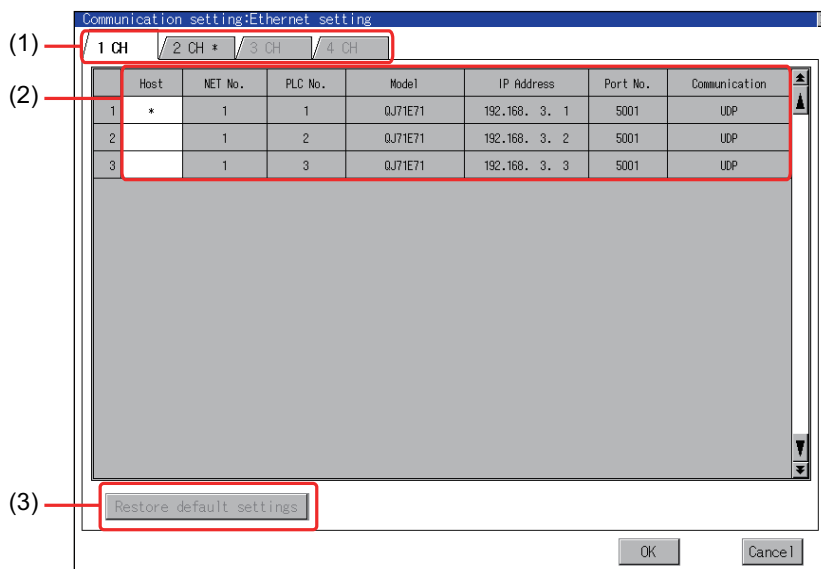 Communication setting:Ethernet setting
(1)
1 CH 2 CH * 3 CH 4 CH
(2)
Host NET No. PLC No. Model IP Address Port No. Communication
1 * 1 1 QJ71E71 192.168. 3. 1 5001 UDP
2 1 2 QJ71E71 192.168. 3. 2 5001 UDP
3 1 3 QJ71E71 192.168. 3. 3 5001 UDP
(3)
Restore default settings
OK Cancel